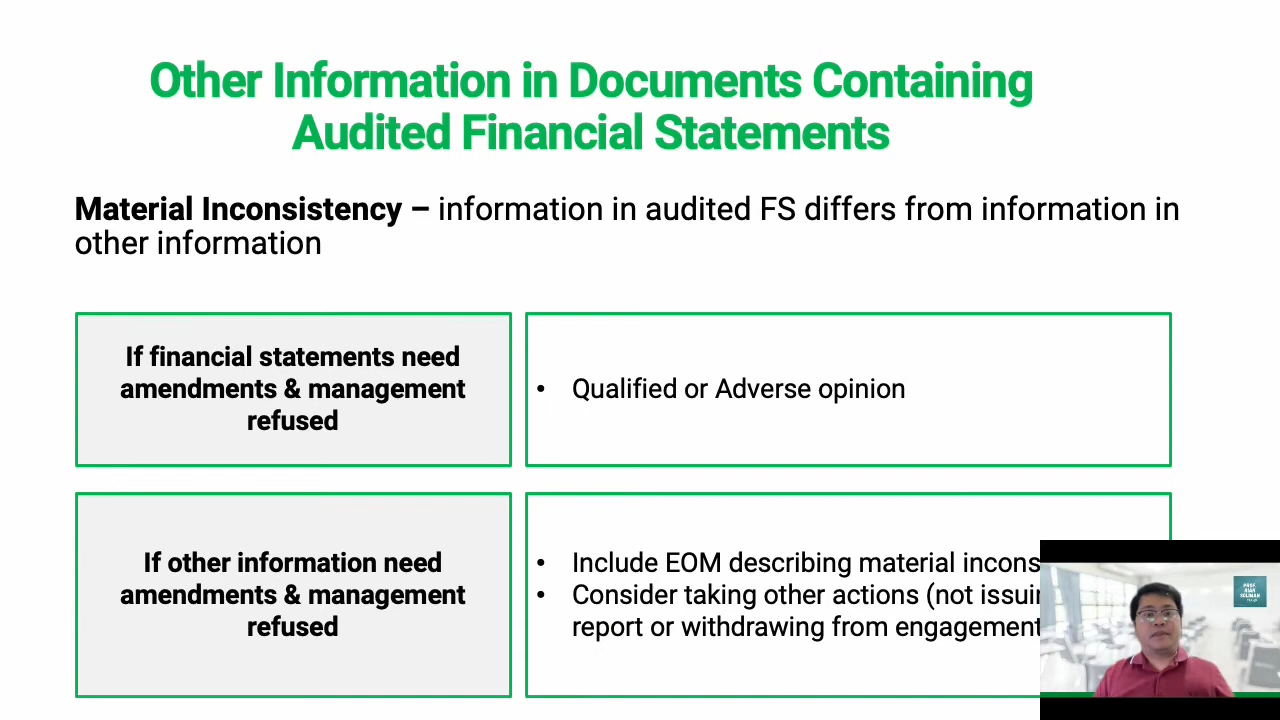 Other Information in Documents Containing
Audited Financial Statements
Material Inconsistency – information in audited FS differs from information in
other information
If financial statements need
amendments & management
refused
• Qualified or Adverse opinion
If other information need
amendments & management
refused
• Include EOM describing material incons
• Consider taking other actions (not issuin
report or withdrawing from engagement
PROF.